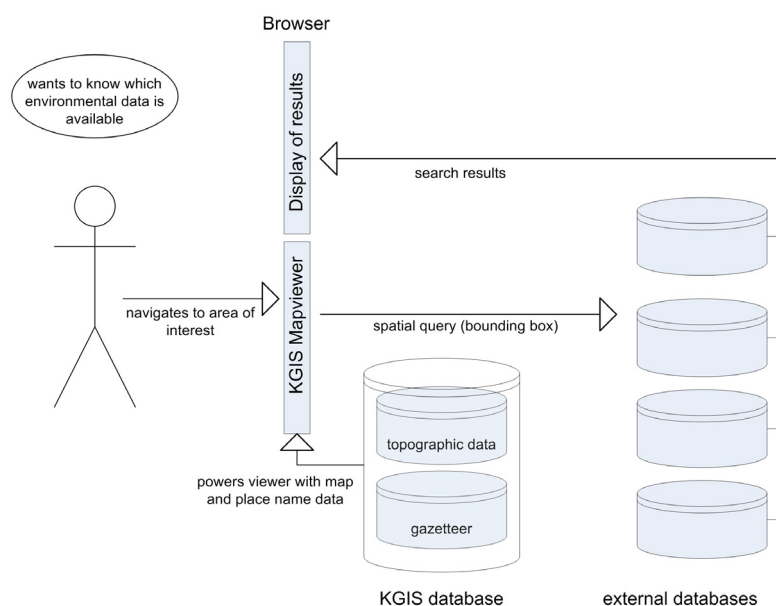 Browser
wants to know which
environmental data is
available
Display of results
search results
navigates to area of
interest
KGIS Mapviewer
spatial query (bounding box)
topographic data
powers viewer with map
and place name data
gazetteer
KGIS database
external databases